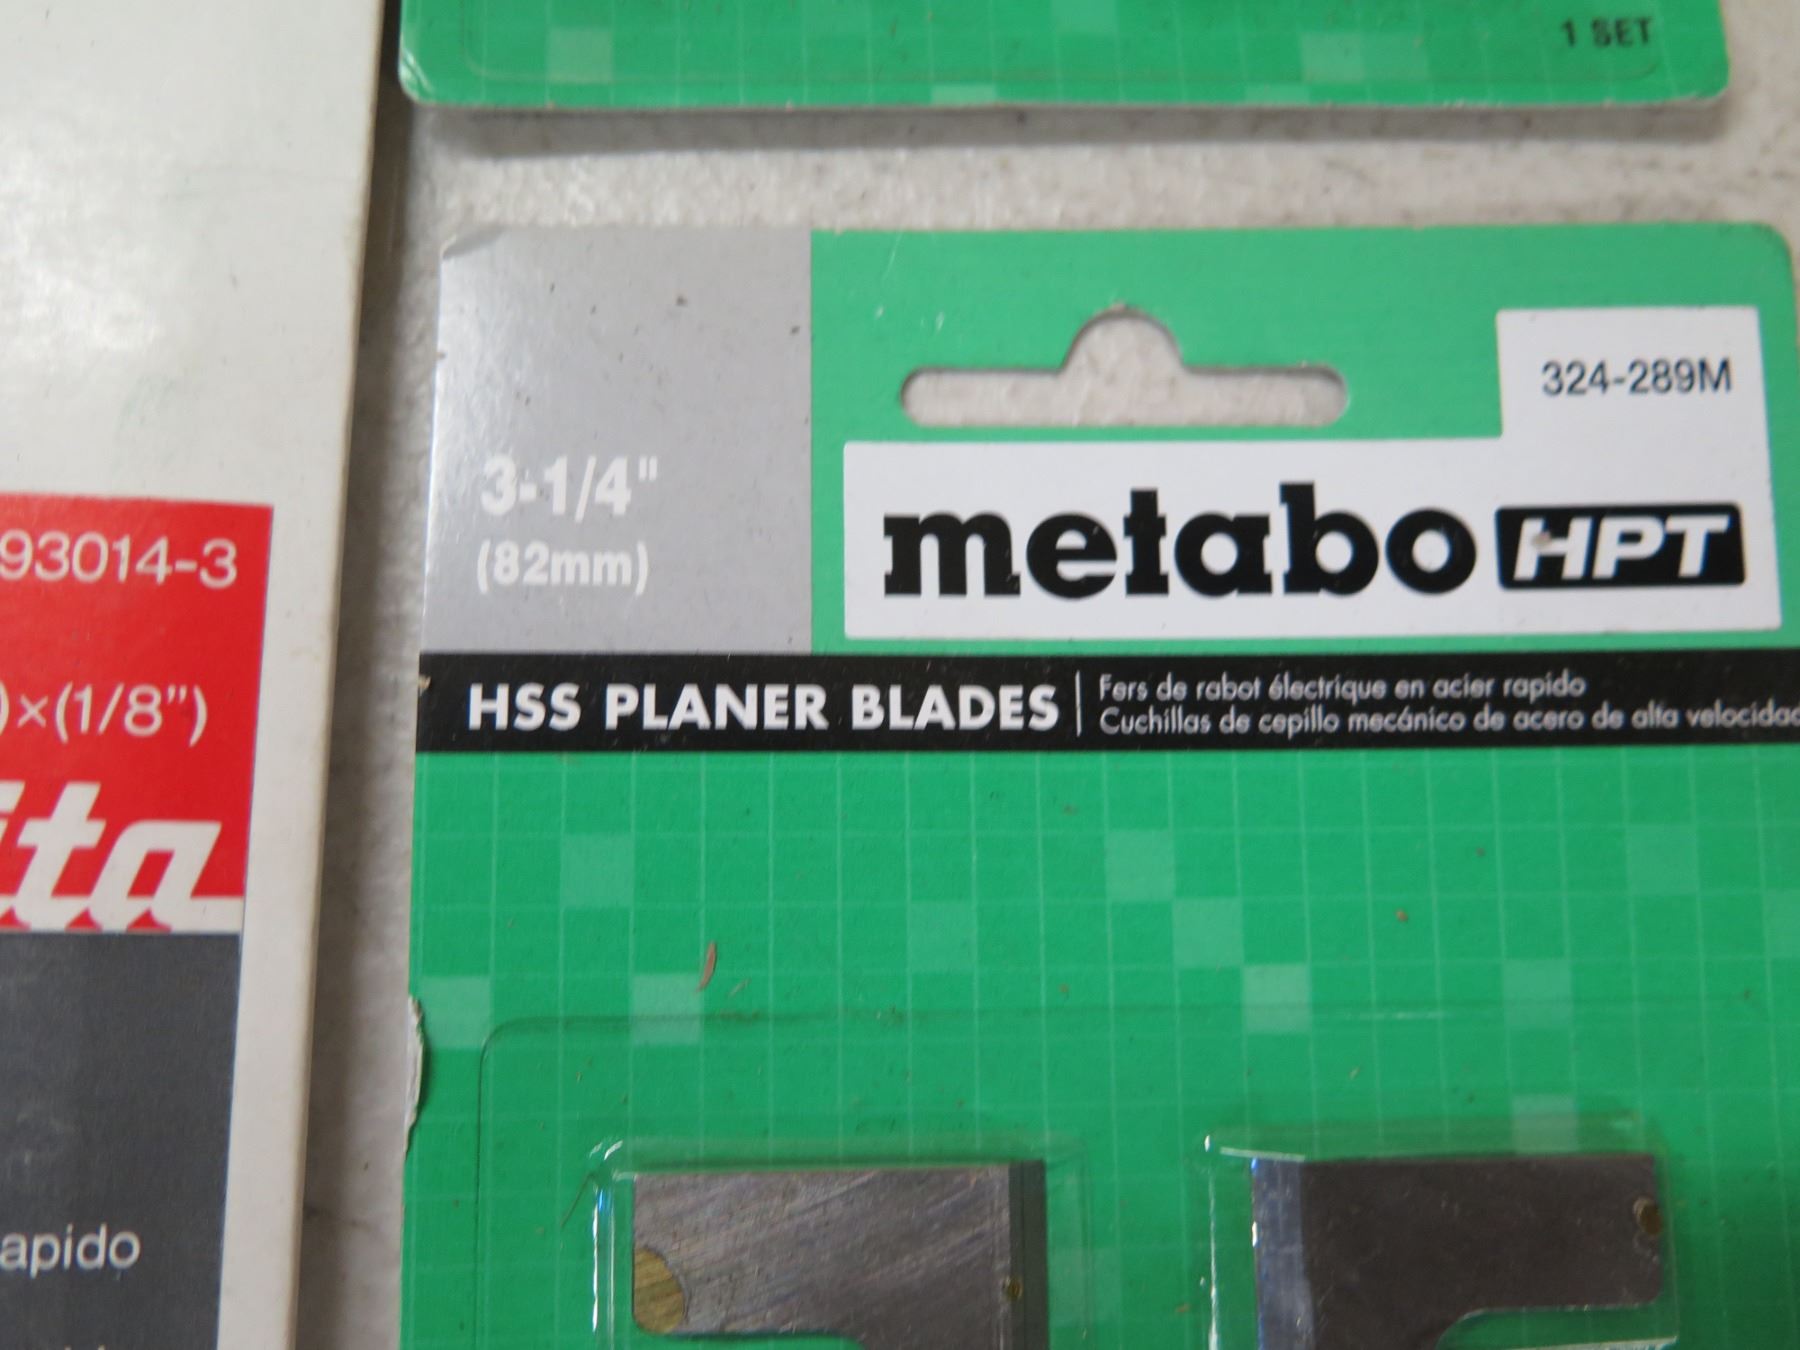 1 SET
324-289M
3-1/4"
(82mm)
metabo HPT
HSS PLANER BLADES
Fers de rabot électrique en acier rapido
Cuchillas de cepillo mecánico de acero de alta velocidad
93014-3
)×(1/8")
ita
apido